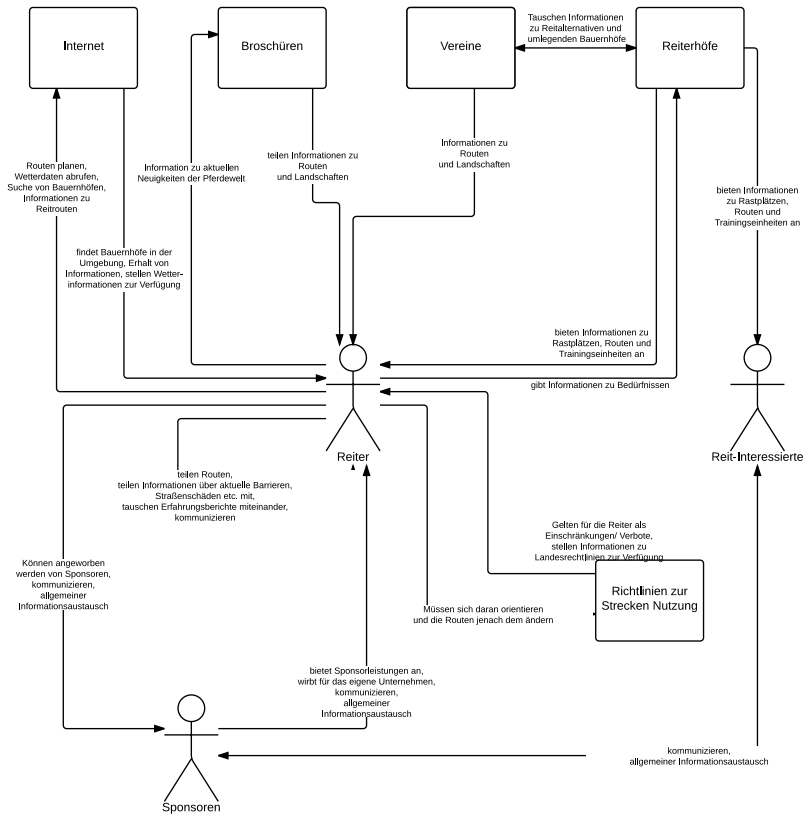 Internet
Broschüren
Vereine
Tauschen Informationen
zu Reitalternativen und
umlegenden Bauernhöfe
Reiterhöfe
Routen planen,
Wetterdaten abrufen,
Suche von Bauernhöfen,
Informationen zu
Reitrouten
Information zu aktuellen
Neuigkeiten der Pferdewelt
teilen Informationen zu
Routen
und Landschaften
Informationen zu
Routen
und Landschaften
bieten Informationen
zu Rastplätzen,
Routen und
Trainingseinheiten an
findet Bauernhöfe in der
Umgebung, Erhalt von
Informationen, stellen Wetter-
informationen zur Verfügung
bieten Informationen zu
Rastplätzen, Routen und
Trainingseinheiten an
gibt Informationen zu Bedürfnissen
Reiter
Reit-Interessierte
teilen Routen,
teilen Informationen über aktuelle Barrieren,
Straßenschäden etc. mit,
tauschen Erfahrungsberichte miteinander,
kommunizieren
Gelten für die Reiter als
Einschränkungen/ Verbote,
stellen Informationen zu
Landesrechtlinien zur Verfügung
Können angeworben
werden von Sponsoren,
kommunizieren,
allgemeiner
Informationsaustausch
Richtlinien zur
Strecken Nutzung
Müssen sich daran orientieren
und die Routen jenach dem ändern
bietet Sponsorleistungen an,
wirbt für das eigene Unternehmen,
kommunizieren,
allgemeiner
Informationsaustausch
kommunizieren,
allgemeiner Informationsaustausch
Sponsoren